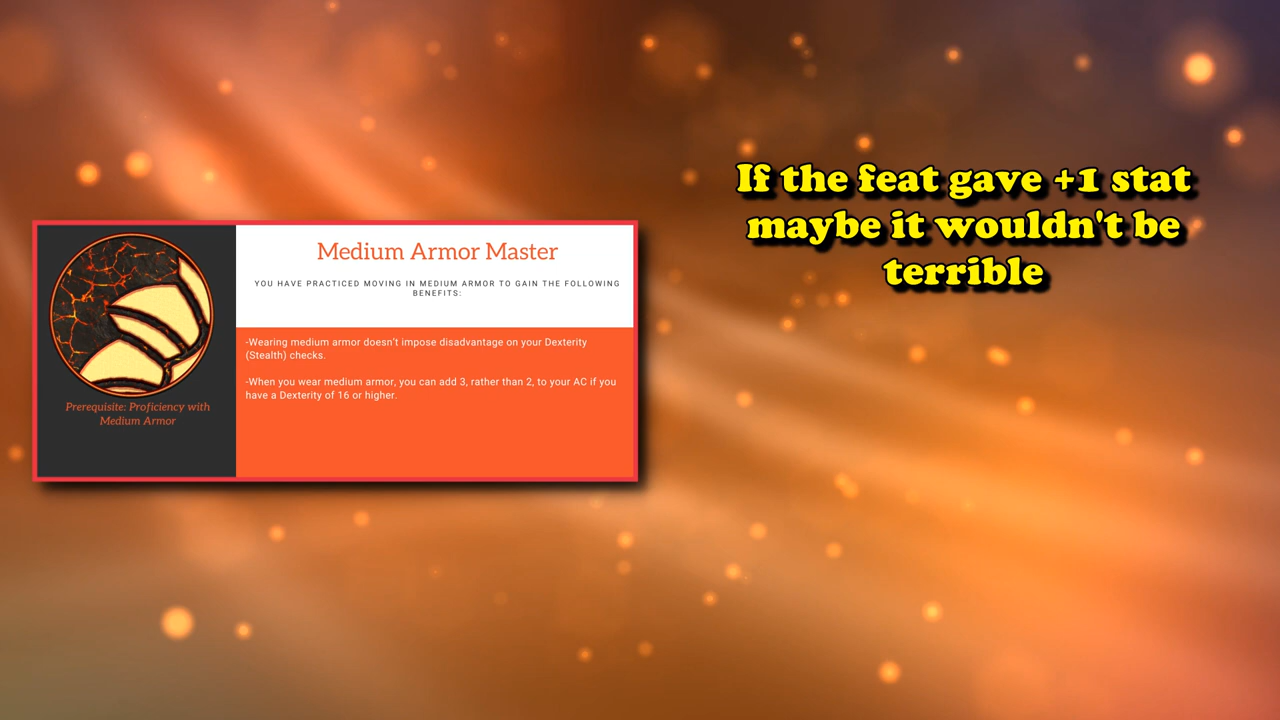 If the feat gave +1 stat
maybe it wouldn't be
terrible
Medium Armor Master
YOU HAVE PRACTICED MOVING IN MEDIUM ARMOR TO GAIN THE FOLLOWING
BENEFITS:
-Wearing medium armor doesn't impose disadvantage on your Dexterity
(Stealth) checks.
-When you wear medium armor, you can add 3, rather than 2, to your AC if you
have a Dexterity of 16 or higher.
Prerequisite: Proficiency with
Medium Armor